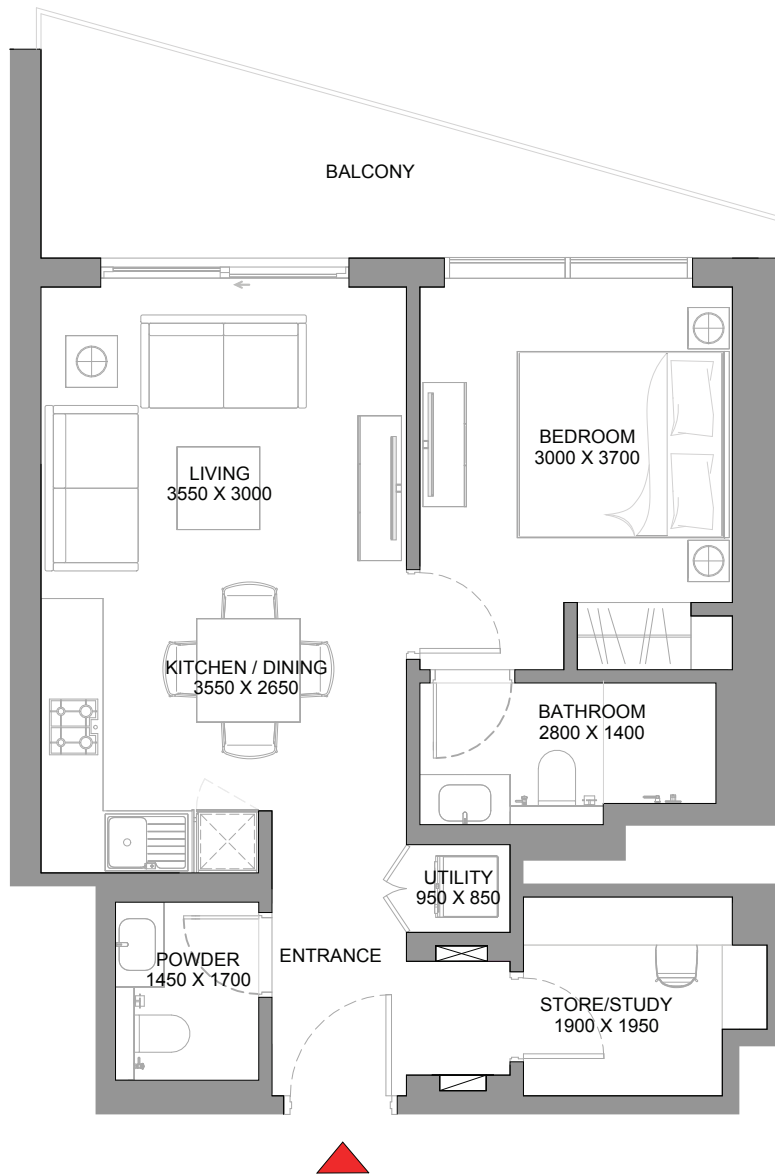 BALCONY
LIVING
3550 X 3000
BEDROOM
3000 X 3700
KITCHEN / DINING
3550 X 2650
BATHROOM
2800 X 1400
UTILITY
950 X 850
POWDER
1450 X 1700
ENTRANCE
STORE/STUDY
1900 X 1950